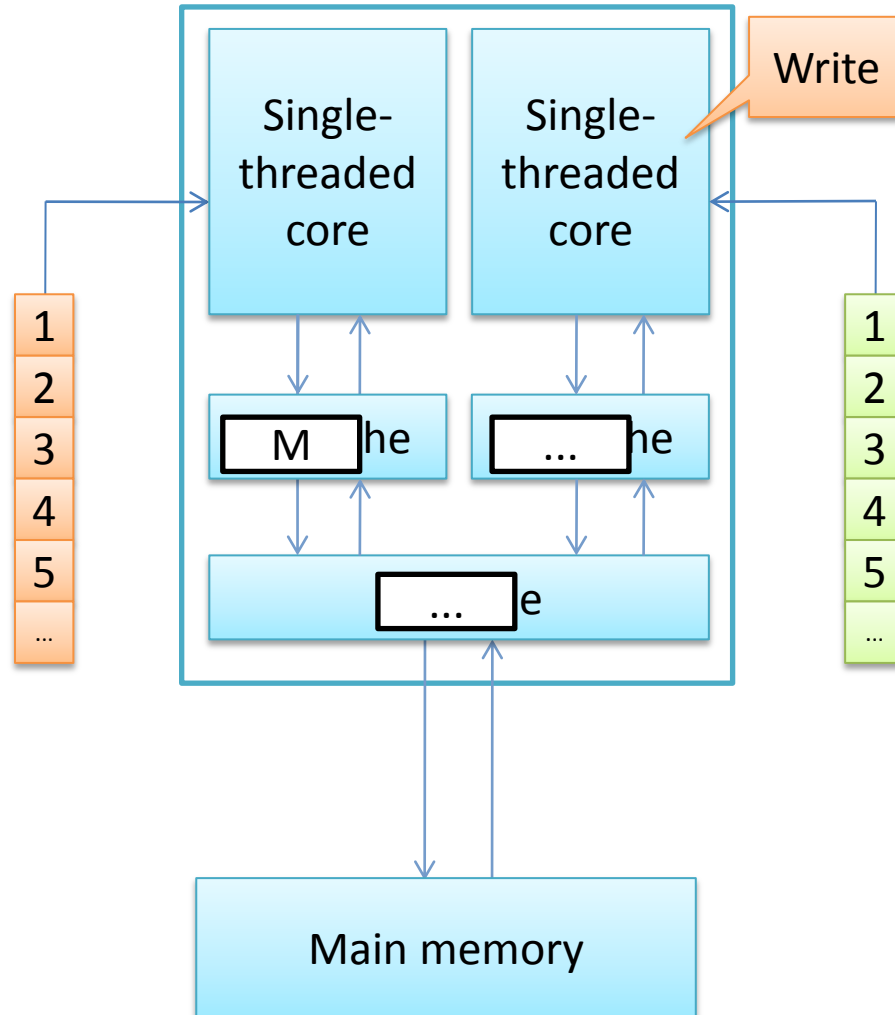 Single-
threaded
core
Single-
threaded
core
Write
1
2
3
4
5
...
1
2
3
4
5
...
M he
... he
... e
Main memory